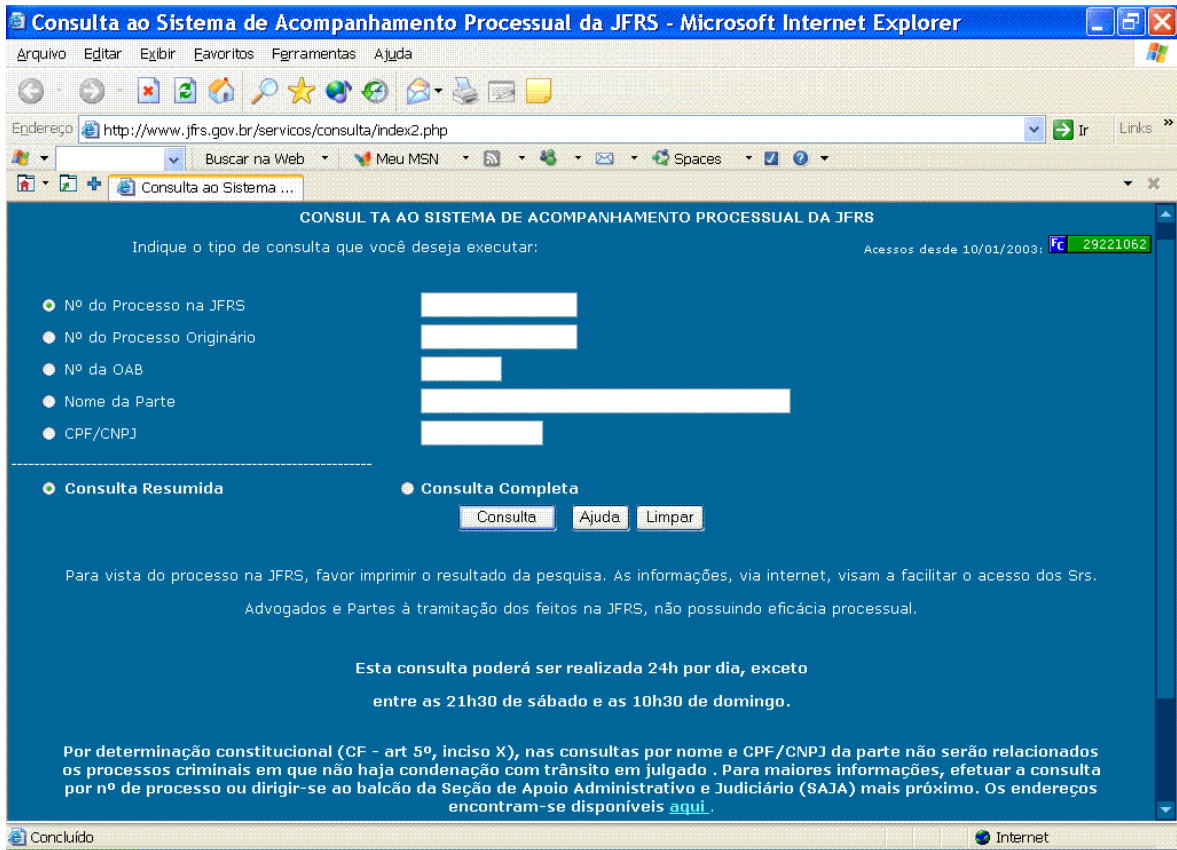 Consulta ao Sistema de Acompanhamento Processual da JFRS - Microsoft Internet Explorer
Arquivo Editar Exibir Favoritos Ferramentas Ajuda
Endereço http://www.jfrs.gov.br/servicos/consulta/index2.php Ir Links »
Buscar na Web Meu MSN Spaces
Consulta ao Sistema ...
CONSUL TA AO SISTEMA DE ACOMPANHAMENTO PROCESSUAL DA JFRS
Indique o tipo de consulta que você deseja executar: Acessos desde 10/01/2003: FC 29221062
Nº do Processo na JFRS
Nº do Processo Originário
Nº da OAB
Nome da Parte
CPF/CNPJ
Consulta Resumida Consulta Completa
Consulta Ajuda Limpar
Para vista do processo na JFRS, favor imprimir o resultado da pesquisa. As informações, via internet, visam a facilitar o acesso dos Srs.
Advogados e Partes à tramitação dos feitos na JFRS, não possuindo eficácia processual.
Esta consulta poderá ser realizada 24h por dia, exceto
entre as 21h30 de sábado e as 10h30 de domingo.
Por determinação constitucional (CF - art 5º, inciso X), nas consultas por nome e CPF/CNPJ da parte não serão relacionados
os processos criminais em que não haja condenação com trânsito em julgado . Para maiores informações, efetuar a consulta
por nº de processo ou dirigir-se ao balcão da Seção de Apoio Administrativo e Judiciário (SAJA) mais próximo. Os endereços
encontram-se disponíveis aqui .
Concluído Internet